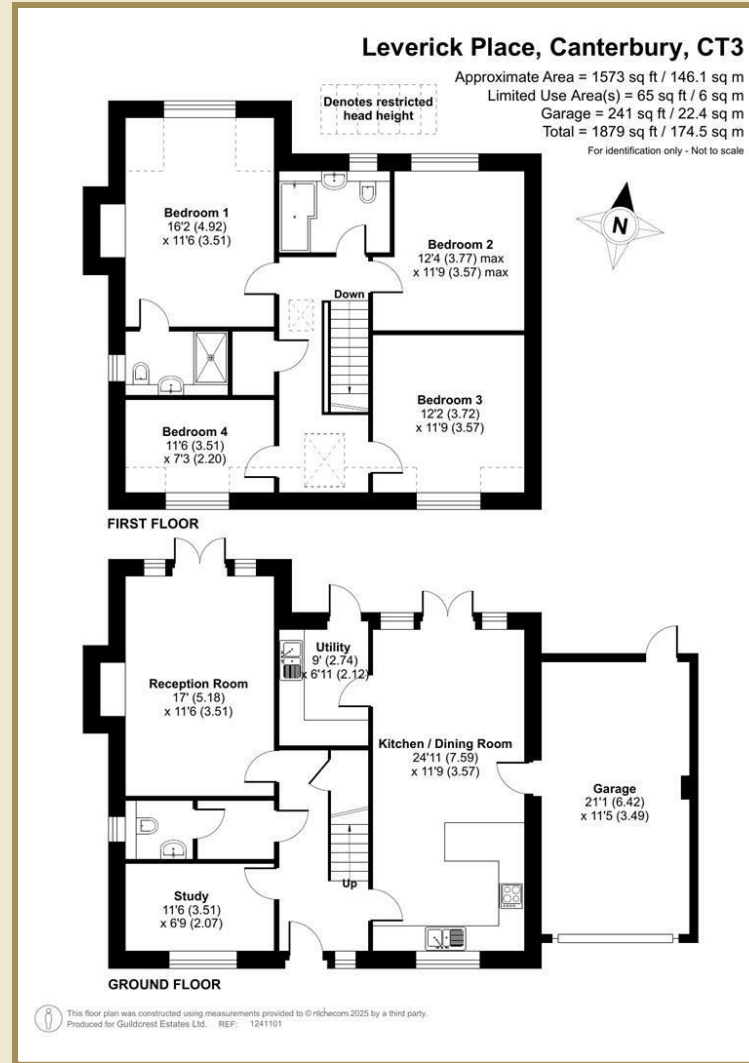 Leverick Place, Canterbury, CT3
Approximate Area = 1573 sq ft / 146.1 sq m
Limited Use Area(s) = 65 sq ft / 6 sq m
Garage = 241 sq ft / 22.4 sq m
Total = 1879 sq ft / 174.5 sq m
For identification only - Not to scale
Denotes restricted
head height
N
Bedroom 1
16'2 (4.92)
x 11'6 (3.51)
Bedroom 2
12'4 (3.77) max
x 11'9 (3.57) max
Down
Bedroom 3
12'2 (3.72)
x 11'9 (3.57)
Bedroom 4
11'6 (3.51)
x 7'3 (2.20)
FIRST FLOOR
Utility
9' (2.74)
x 6'11 (2.12)
Reception Room
17' (5.18)
x 11'6 (3.51)
Kitchen / Dining Room
24'11 (7.59)
x 11'9 (3.57)
Garage
21'1 (6.42)
x 11'5 (3.49)
Up
Study
11'6 (3.51)
x 6'9 (2.07)
GROUND FLOOR
This floor plan was constructed using measurements provided to © nichecom 2025 by a third party.
Produced for Guildcrest Estates Ltd. REF: 1241101